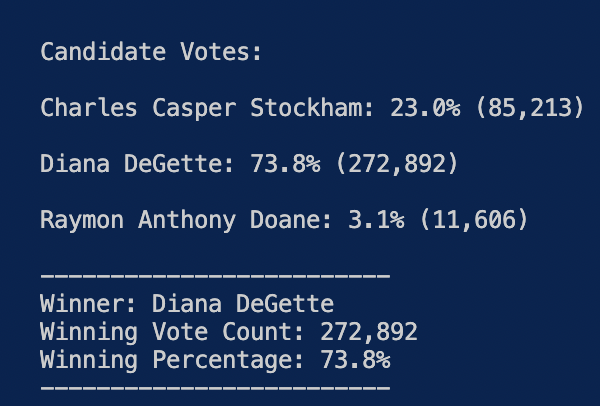 Candidate Votes:
Charles Casper Stockham: 23.0% (85,213)
Diana DeGette: 73.8% (272,892)
Raymon Anthony Doane: 3.1% (11,606)
-------------------------
Winner: Diana DeGette
Winning Vote Count: 272,892
Winning Percentage: 73.8%
-------------------------